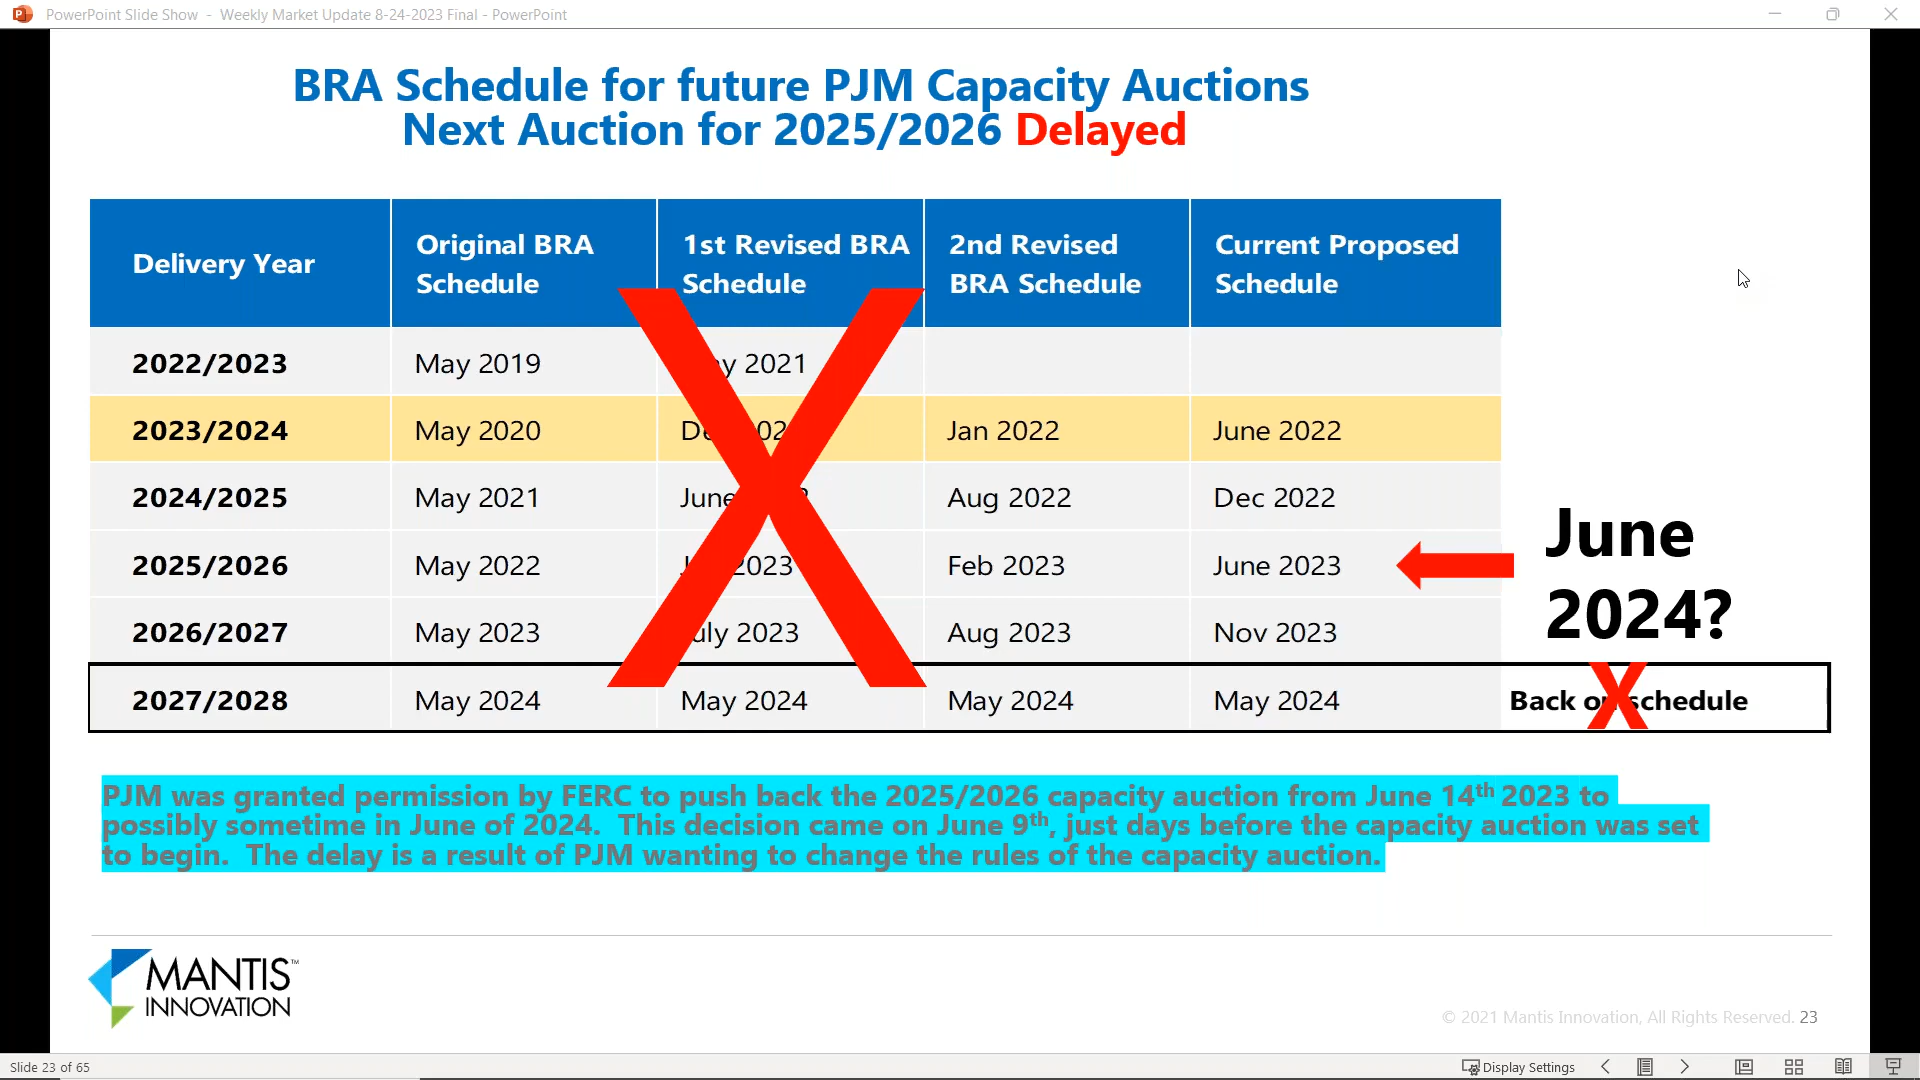 PowerPoint Slide Show - Weekly Market Update 8-24-2023 Final - PowerPoint
BRA Schedule for future PJM Capacity Auctions
Next Auction for 2025/2026 Delayed
Delivery Year
Original BRA
Schedule
1st Revised BRA
Schedule
2nd Revised
BRA Schedule
Current Proposed
Schedule
2022/2023 May 2019 2021
2023/2024 May 2020 Jan 2022 June 2022
2024/2025 May 2021 June Aug 2022 Dec 2022
2025/2026 May 2022 2023 Feb 2023 June 2023
2026/2027 May 2023 July 2023 Aug 2023 Nov 2023
2027/2028 May 2024 May 2024 May 2024 May 2024 Back on schedule
X
X
June
2024?
PJM was granted permission by FERC to push back the 2025/2026 capacity auction from June 14th 2023 to
possibly sometime in June of 2024. This decision came on June 9th, just days before the capacity auction was set
to begin. The delay is a result of PJM wanting to change the rules of the capacity auction.
MANTIS™
INNOVATION
© 2021 Mantis Innovation, All Rights Reserved. 23
Slide 23 of 65
Display Settings